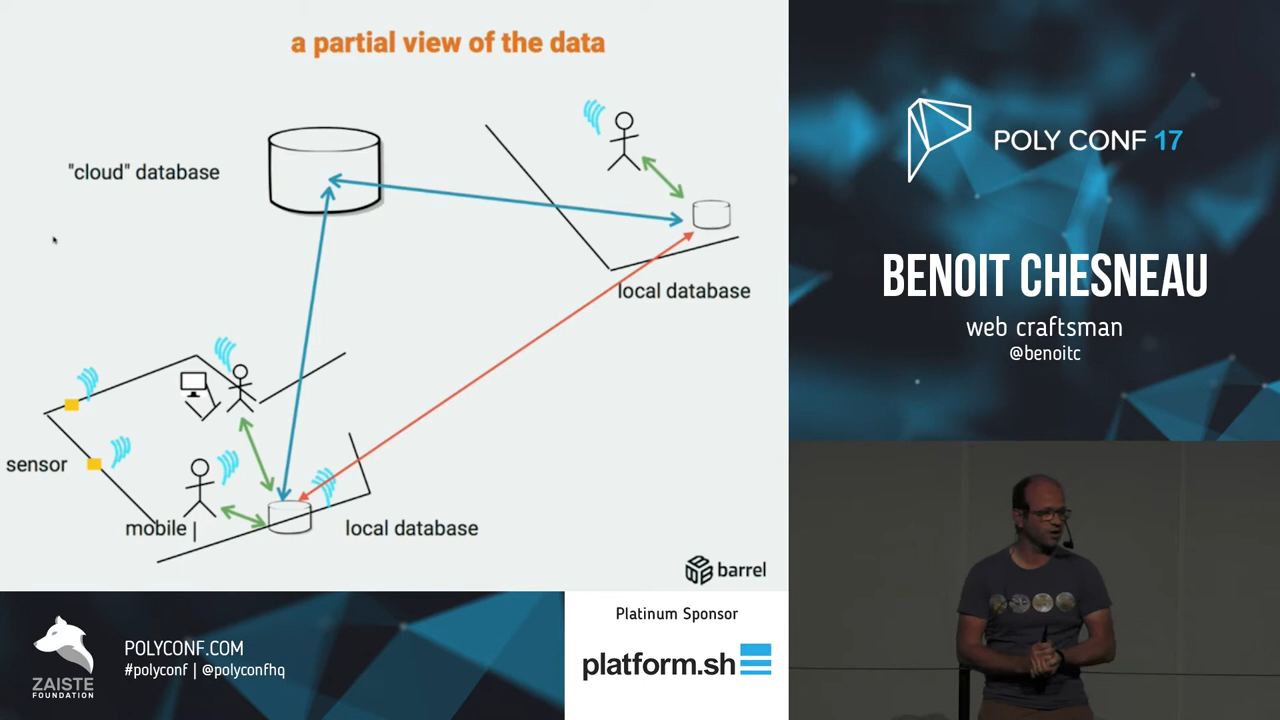 a partial view of the data
"cloud" database
local database
sensor
mobile |
local database
barrel
POLY CONF 17
BENOIT CHESNEAU
web craftsman
@benoitc
ZAISTE
FOUNDATION
POLYCONF.COM
#polyconf | @polyconfhq
Platinum Sponsor
platform.sh